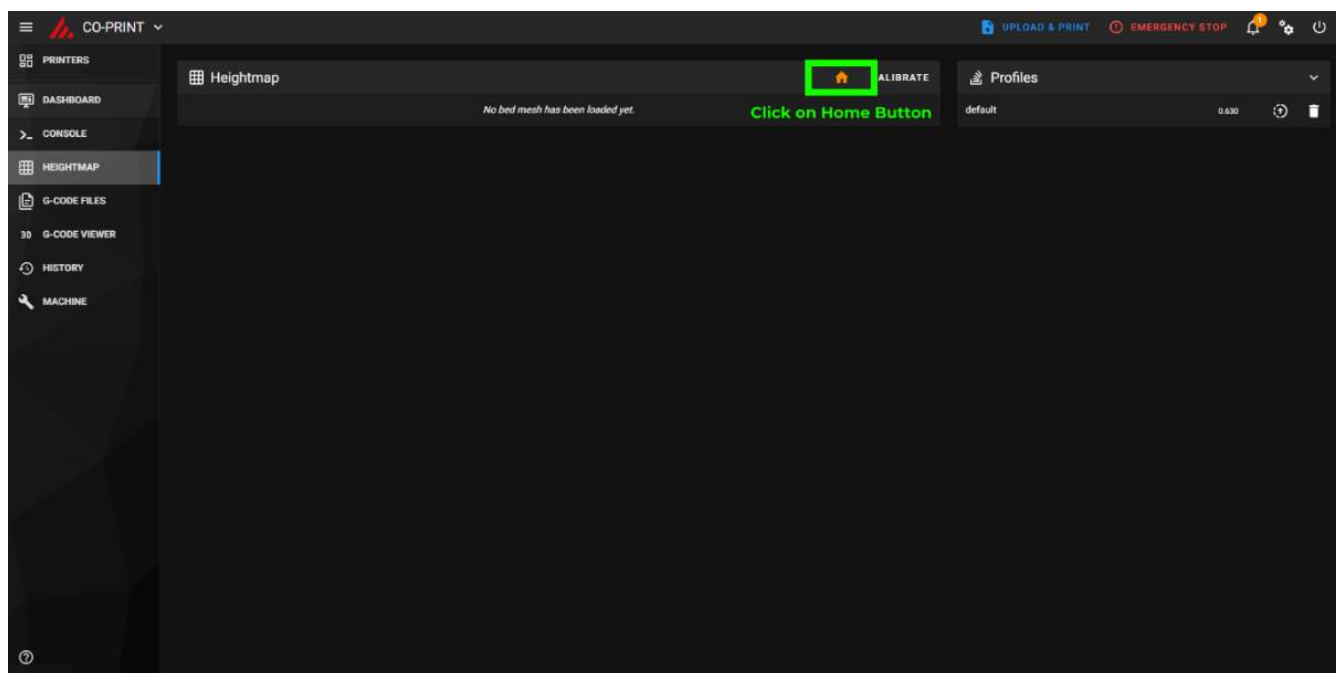 CO-PRINT
UPLOAD & PRINT
EMERGENCY STOP
1
PRINTERS
DASHBOARD
CONSOLE
HEIGHTMAP
G-CODE FILES
3D G-CODE VIEWER
HISTORY
MACHINE
Heightmap
ALIBRATE
No bed mesh has been loaded yet.
Click on Home Button
Profiles
default 0.630